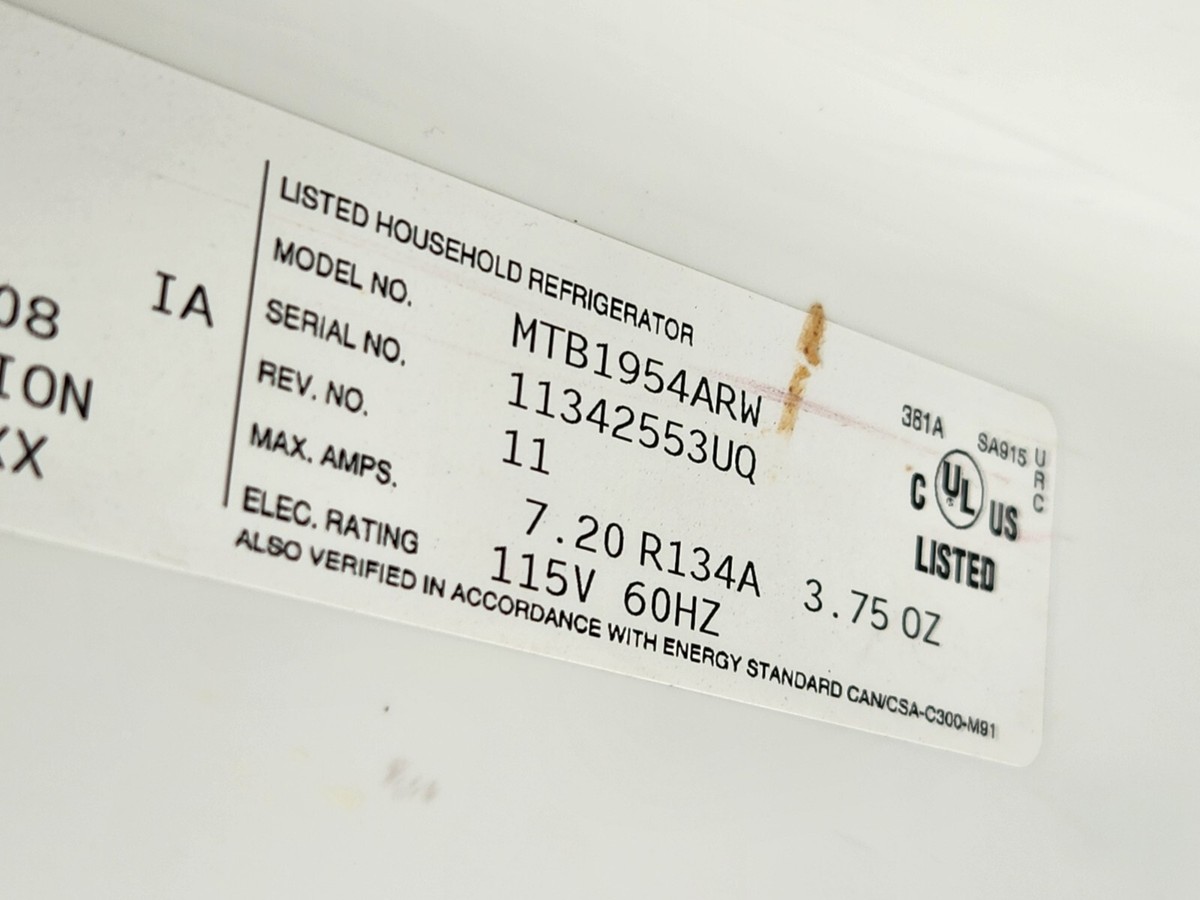 08 IA
ION
XX
LISTED HOUSEHOLD REFRIGERATOR
MODEL NO. MTB1954ARW
SERIAL NO. 11342553UQ
REV. NO. 11
MAX. AMPS. 7.20 R134A 3.75 OZ
ELEC. RATING 115V 60HZ
ALSO VERIFIED IN ACCORDANCE WITH ENERGY STANDARD CAN/CSA-C300-M91
381A SA915 URC
C UL US
®
LISTED